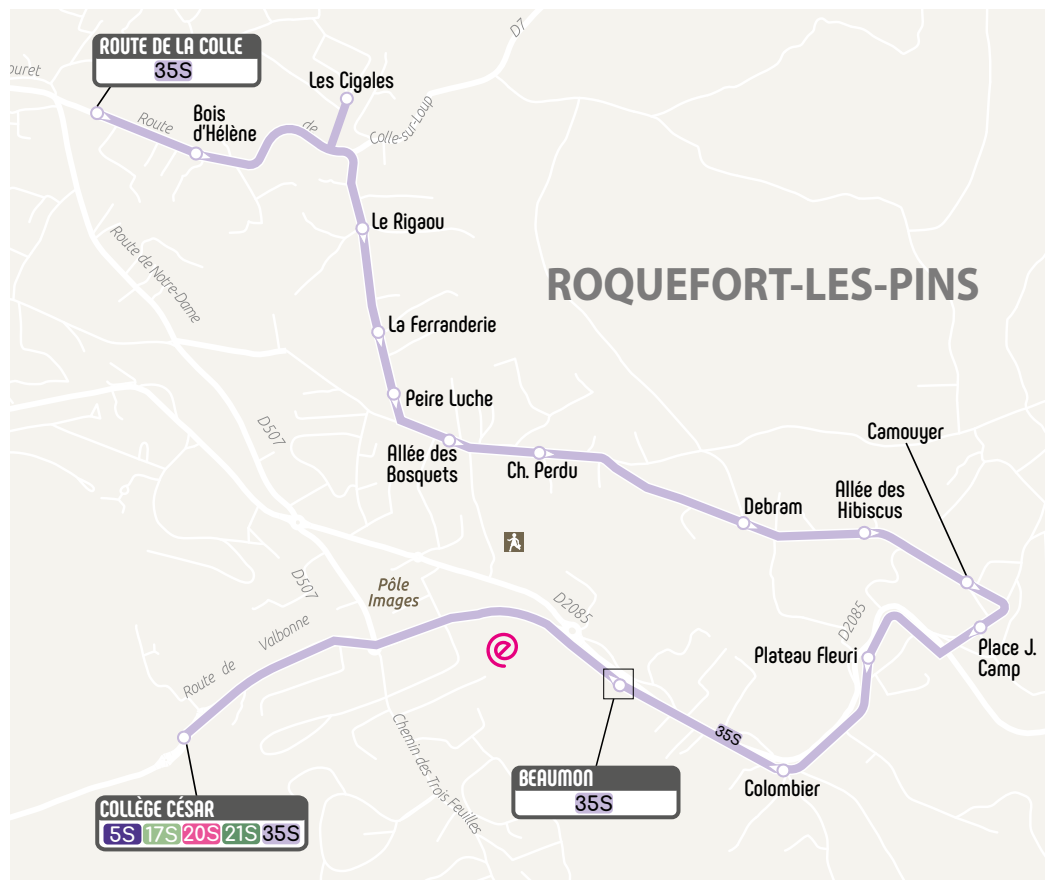 D7
ROUTE DE LA COLLE
35S
ouret
Les Cigales
Route
de
Colle-sur-Loup
Bois
d'Hélène
Le Rigaou
Route de Notre-Dame
ROQUEFORT-LES-PINS
La Ferranderie
Peire Luche
D507
Allée des
Bosquets
Ch. Perdu
Camouyer
Allée des
Hibiscus
Debram
D507
Pôle
Images
D2085
D2085
Route de Valbonne
e
Plateau Fleuri
Place J.
Camp
Chemin des Trois Feuilles
35S
BEAUMON
35S
Colombier
COLLÈGE CÉSAR
5S 17S 20S 21S 35S